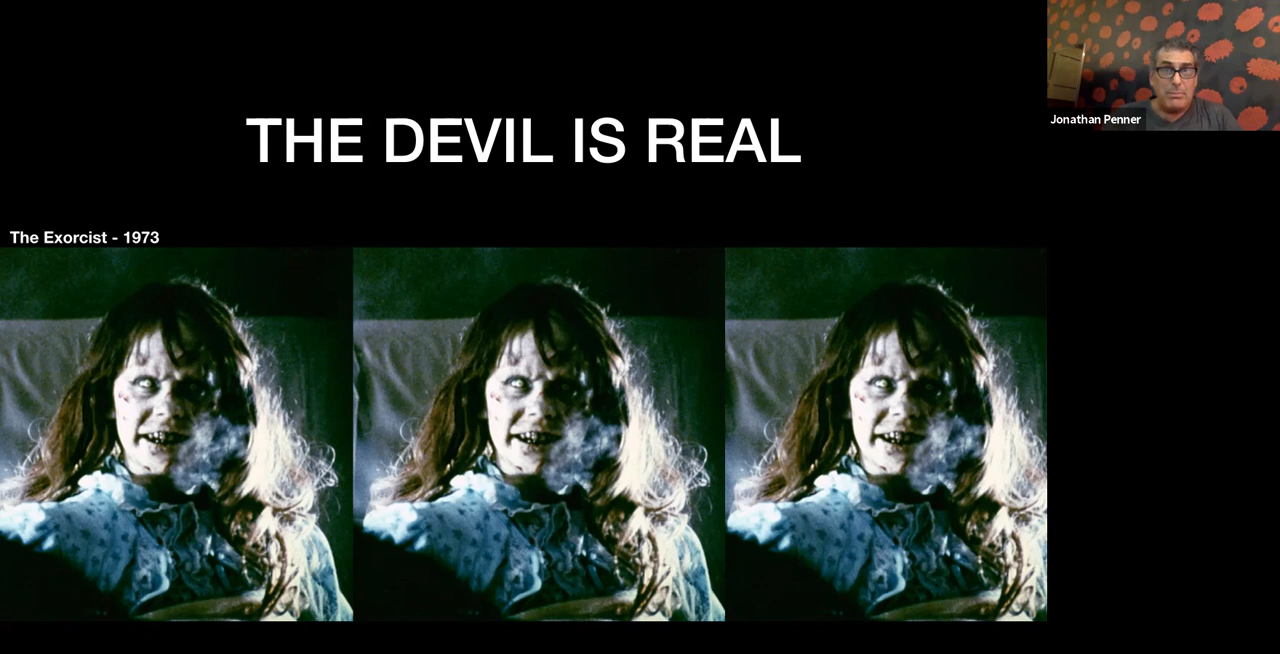 THE DEVIL IS REAL
Jonathan Penner
The Exorcist - 1973